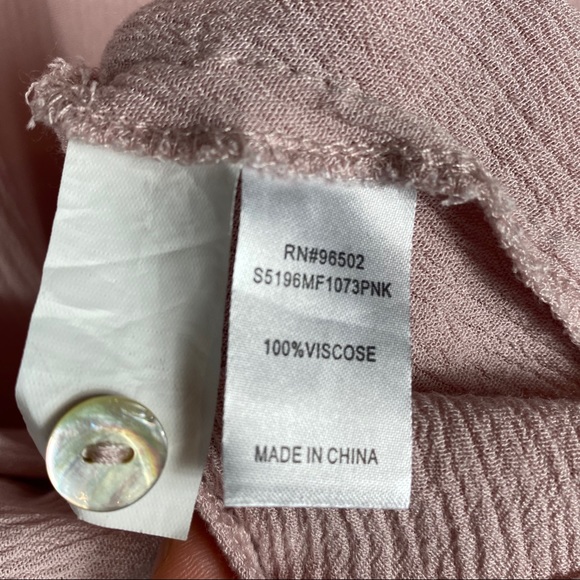 RN#96502
S5196MF1073PNK
100%VISCOSE
MADE IN CHINA